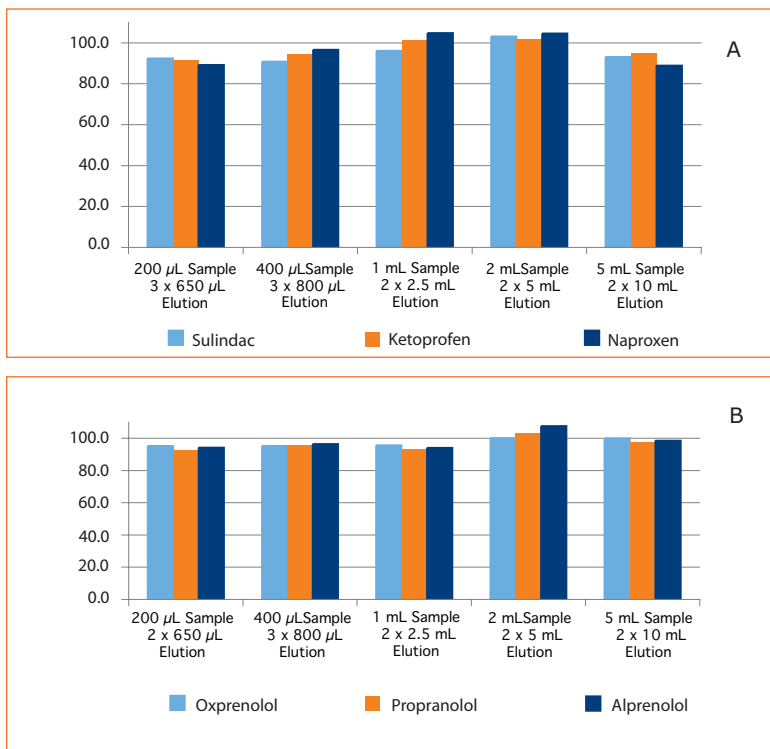 A
100.0
80.0
60.0
40.0
20.0
0.0
200 µL Sample
3 x 650 µL
Elution
400 µLSample
3 x 800 µL
Elution
1 mL Sample
2 x 2.5 mL
Elution
2 mLSample
2 x 5 mL
Elution
5 mL Sample
2 x 10 mL
Elution
Sulindac
Ketoprofen
Naproxen
B
100.0
80.0
60.0
40.0
20.0
0.0
200 µL Sample
2 x 650 µL
Elution
400 µLSample
3 x 800 µL
Elution
1 mL Sample
2 x 2.5 mL
Elution
2 mLSample
2 x 5 mL
Elution
5 mL Sample
2 x 10 mL
Elution
Oxprenolol
Propranolol
Alprenolol